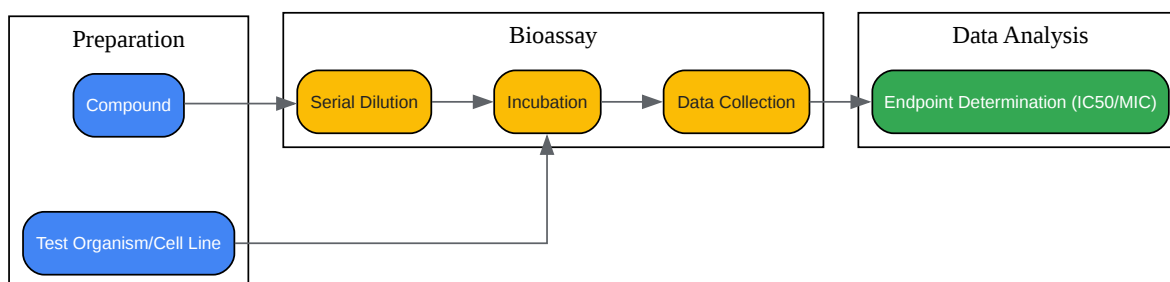 Preparation
Compound
Test Organism/Cell Line
Bioassay
Serial Dilution
Incubation
Data Collection
Data Analysis
Endpoint Determination (IC50/MIC)